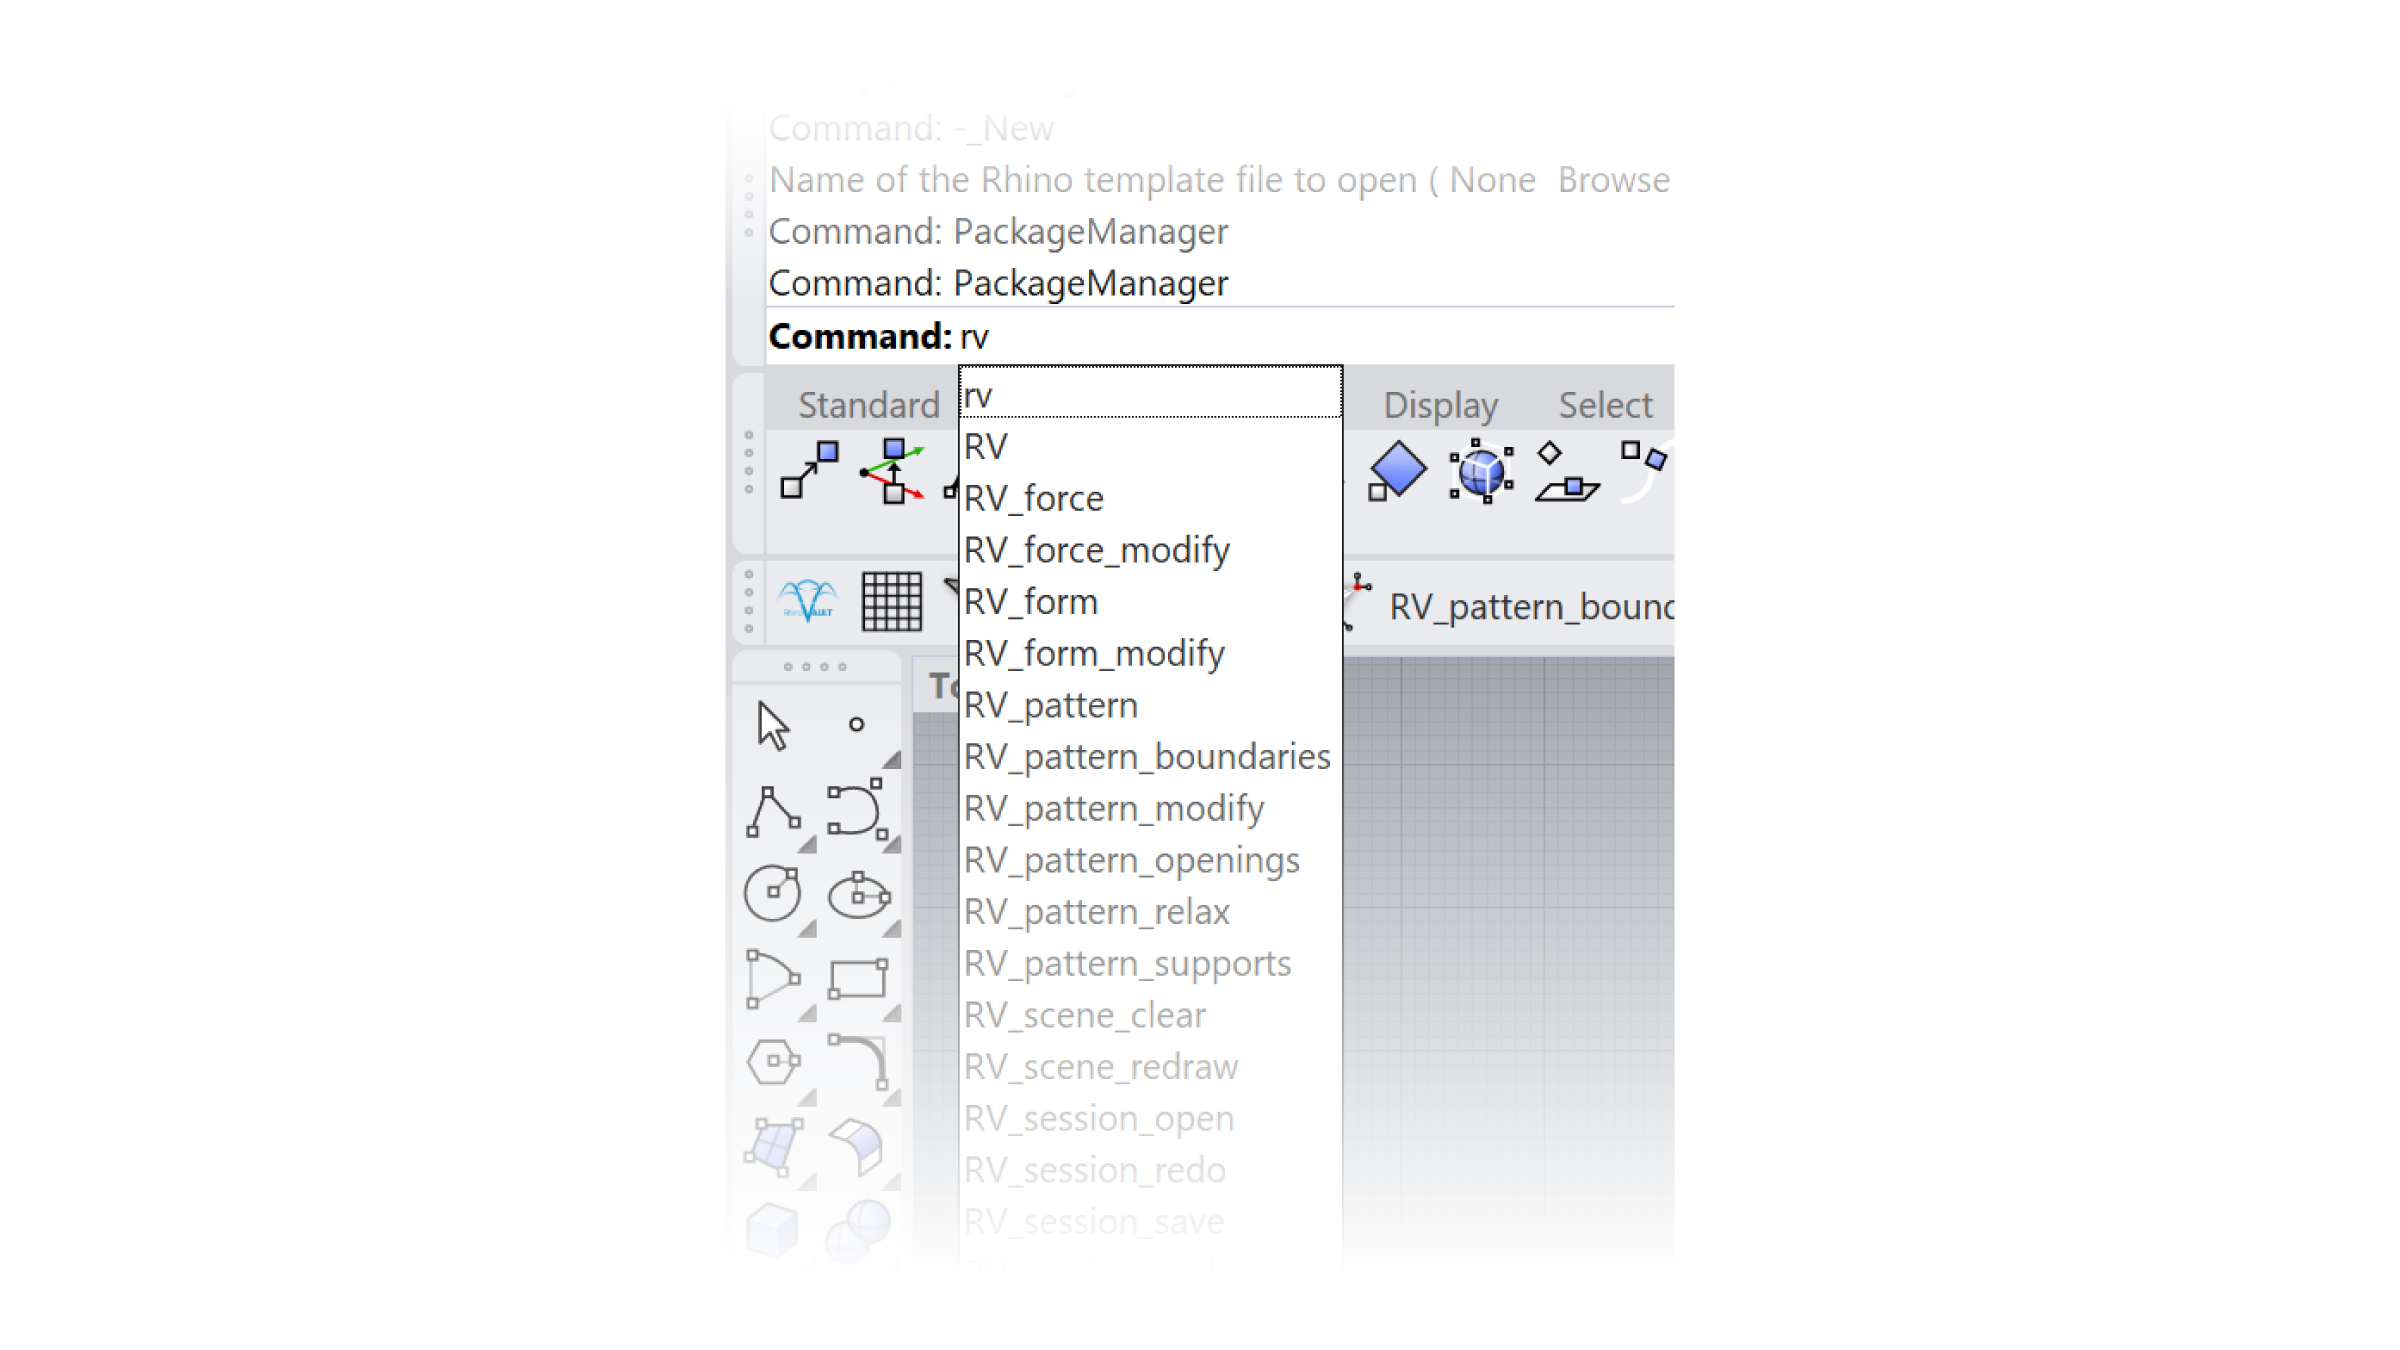 Command: -_New
Name of the Rhino template file to open ( None Browse
Command: PackageManager
Command: PackageManager
Command: rv
Standard
Display Select
rv
RV
RV_force
RV_force_modify
RV_form
RV_form_modify
RV_pattern
RV_pattern_boundaries
RV_pattern_modify
RV_pattern_openings
RV_pattern_relax
RV_pattern_supports
RV_scene_clear
RV_scene_redraw
RV_session_open
RV_session_redo
RV_session_save
RhinoVAULT
RV_pattern_bound
To